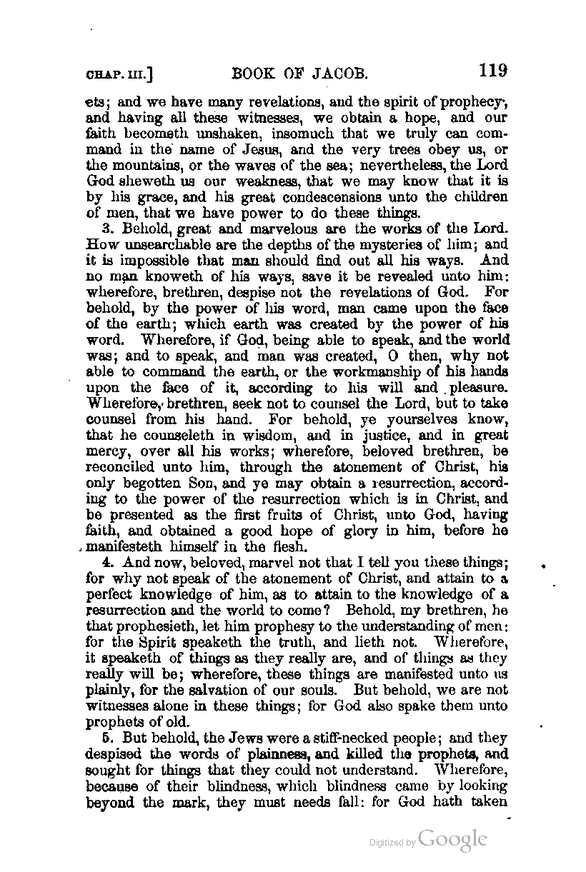 CHAP. III.] BOOK OF JACOB. 119
ets; and we have many revelations, and the spirit of prophecy,
and having all these witnesses, we obtain a hope, and our
faith becometh unshaken, insomuch that we truly can com-
mand in the name of Jesus, and the very trees obey us, or
the mountains, or the waves of the sea; nevertheless, the Lord
God sheweth us our weakness, that we may know that it is
by his grace, and his great condescensions unto the children
of men, that we have power to do these things.
3. Behold, great and marvelous are the works of the Lord.
How unsearchable are the depths of the mysteries of him; and
it is impossible that man should find out all his ways. And
no man knoweth of his ways, save it be revealed unto him:
wherefore, brethren, despise not the revelations of God. For
behold, by the power of his word, man came upon the face
of the earth; which earth was created by the power of his
word. Wherefore, if God, being able to speak, and the world
was; and to speak, and man was created, O then, why not
able to command the earth, or the workmanship of his hands
upon the face of it, according to his will and pleasure.
Wherefore, brethren, seek not to counsel the Lord, but to take
counsel from his hand. For behold, ye yourselves know,
that he counseleth in wisdom, and in justice, and in great
mercy, over all his works; wherefore, beloved brethren, be
reconciled unto him, through the atonement of Christ, his
only begotten Son, and ye may obtain a resurrection, accord-
ing to the power of the resurrection which is in Christ, and
be presented as the first fruits of Christ, unto God, having
faith, and obtained a good hope of glory in him, before he
manifesteth himself in the flesh.
4. And now, beloved, marvel not that I tell you these things;
for why not speak of the atonement of Christ, and attain to a
perfect knowledge of him, as to attain to the knowledge of a
resurrection and the world to come? Behold, my brethren, he
that prophesieth, let him prophesy to the understanding of men:
for the Spirit speaketh the truth, and lieth not. Wherefore,
it speaketh of things as they really are, and of things as they
really will be; wherefore, these things are manifested unto us
plainly, for the salvation of our souls. But behold, we are not
witnesses alone in these things; for God also spake them unto
prophets of old.
5. But behold, the Jews were a stiff-necked people; and they
despised the words of plainness, and killed the prophets, and
sought for things that they could not understand. Wherefore,
because of their blindness, which blindness came by looking
beyond the mark, they must needs fall: for God hath taken
Digitized by Google